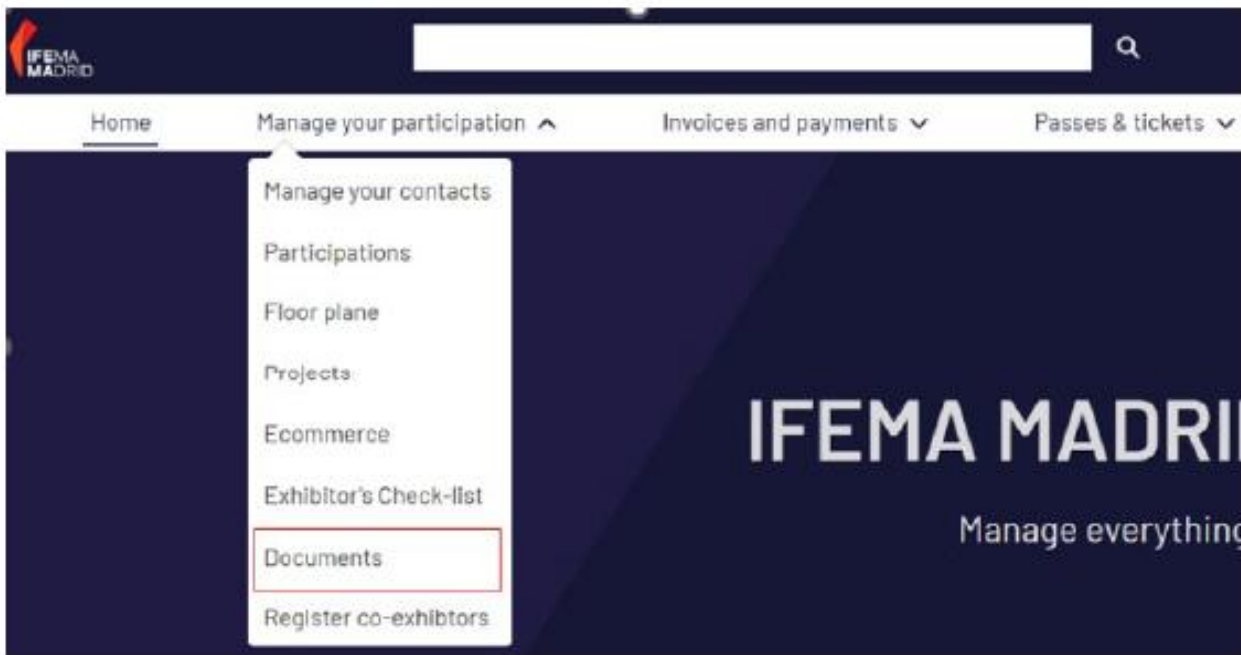 IFEMA
MADRID
Home Manage your participation Invoices and payments Passes & tickets
Manage your contacts
Participations
Floor plane
Projects
Ecommerce
Exhibitor's Check-list
Documents
Register co-exhibtors
IFEMA MADRI
Manage everything